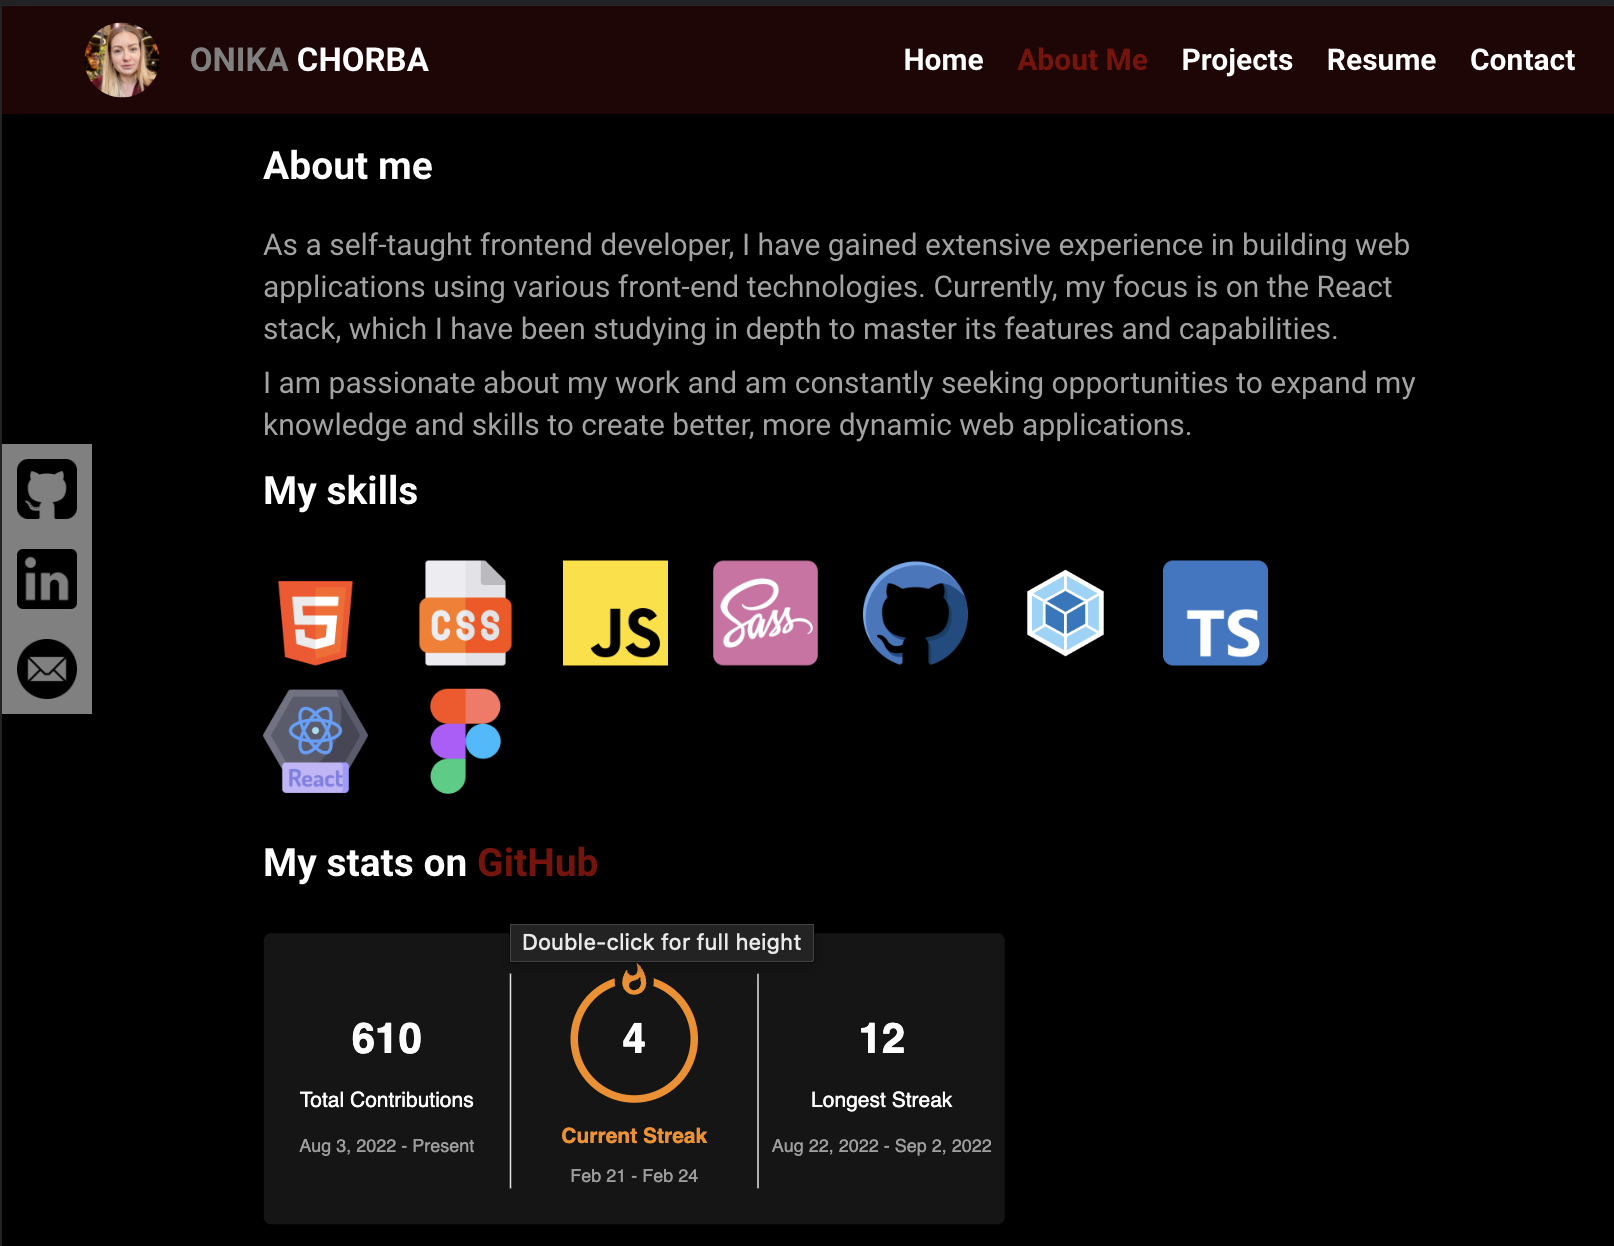 ONIKA CHORBA
Home About Me Projects Resume Contact
About me
As a self-taught frontend developer, I have gained extensive experience in building web
applications using various front-end technologies. Currently, my focus is on the React
stack, which I have been studying in depth to master its features and capabilities.
I am passionate about my work and am constantly seeking opportunities to expand my
knowledge and skills to create better, more dynamic web applications.
in
My skills
5 CSS JS Sass TS
React
My stats on GitHub
Double-click for full height
610 4 12
Total Contributions
Longest Streak
Current Streak
Aug 3, 2022 - Present
Aug 22, 2022 - Sep 2, 2022
Feb 21 - Feb 24